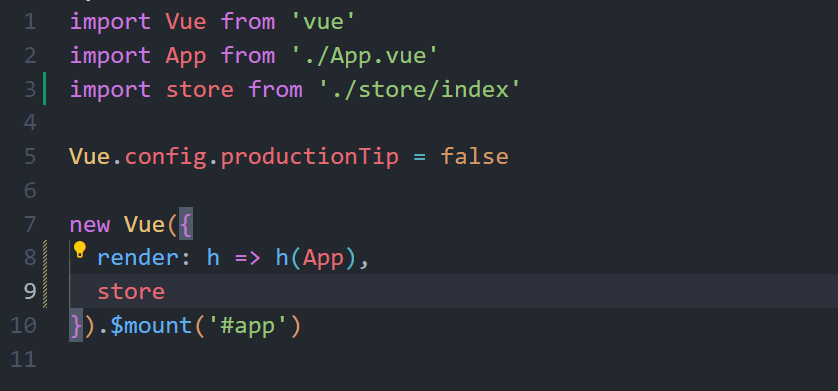 1 import Vue from 'vue'
2 import App from './App.vue'
3 import store from './store/index'
4
5 Vue.config.productionTip = false
6
7 new Vue({
8   render: h => h(App),
9   store
10 }).$mount('#app')
11